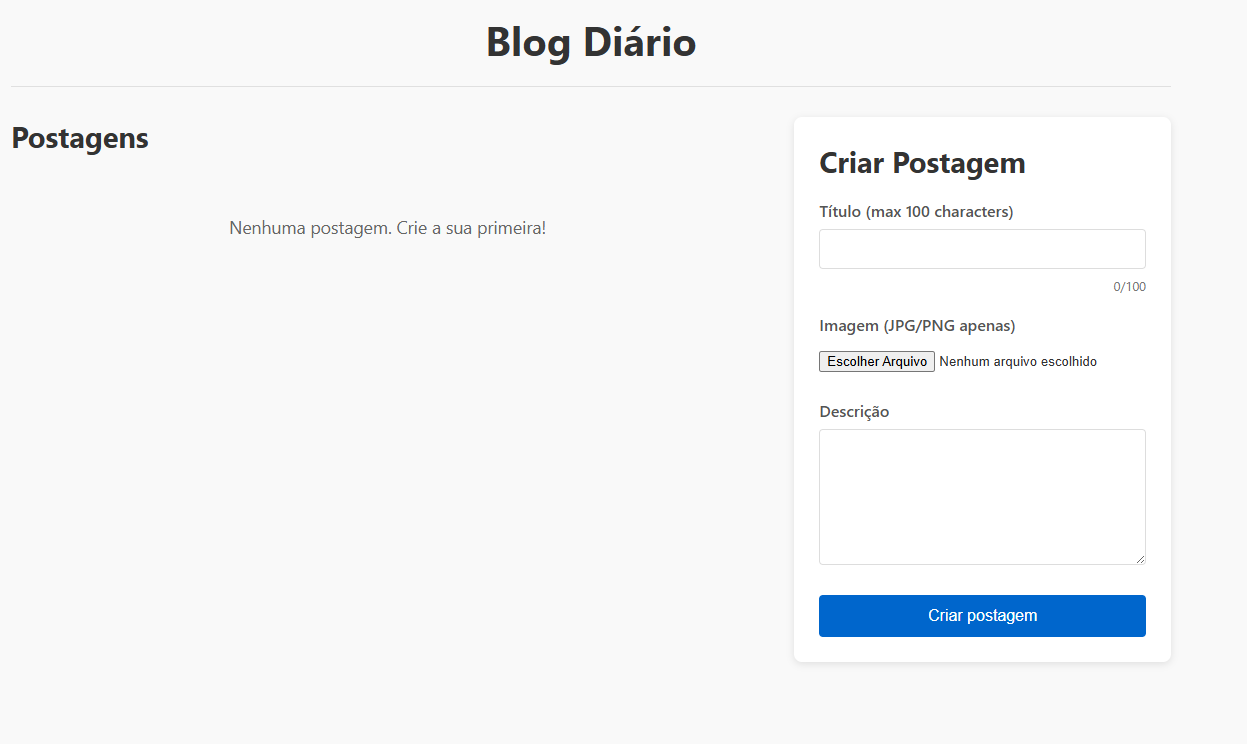 Blog Diário
Postagens
Nenhuma postagem. Crie a sua primeira!
Criar Postagem
Título (max 100 characters)
0/100
Imagem (JPG/PNG apenas)
Escolher Arquivo Nenhum arquivo escolhido
Descrição
Criar postagem